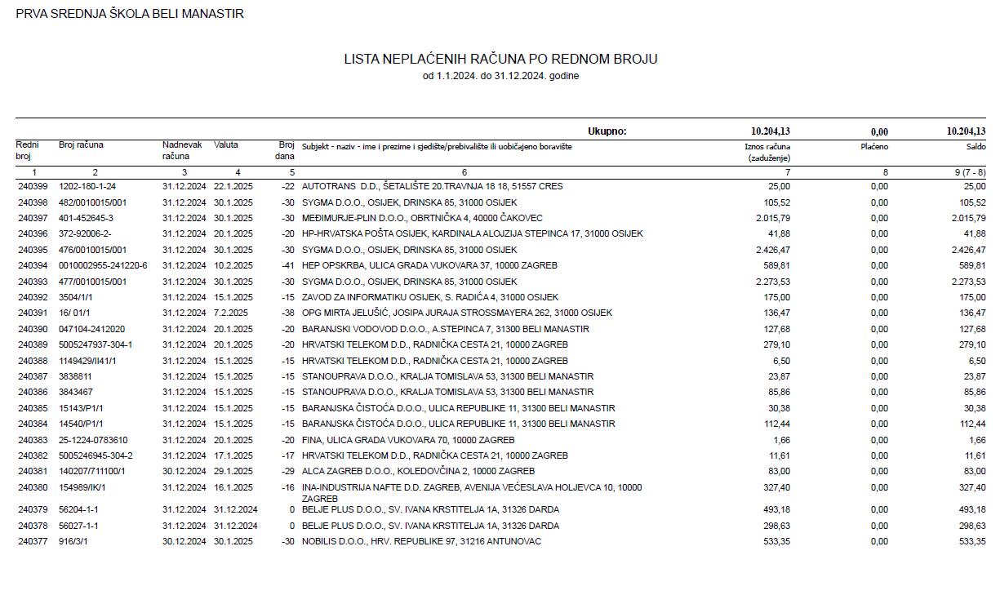 PRVA SREDNJA ŠKOLA BELI MANASTIR
LISTA NEPLAĆENIH RAČUNA PO REDNOM BROJU
od 1.1.2024. do 31.12.2024. godine
Ukupno: 10.204,13 0,00 10.204,13
Redni broj Broj računa Nadnevak računa Valuta Broj dana Subjekt - naziv - ime i prezime i sjedište/prebivalište ili uobičajeno boravište Iznos računa (zaduženje) Plaćeno Saldo
1 2 3 4 5 6 7 8 9 (7 - 8)
240399 1202-180-1-24 31.12.2024 22.1.2025 -22 AUTOTRANS D.D., ŠETALIŠTE 20.TRAVNJA 18 18, 51557 CRES 25,00 0,00 25,00
240398 482/0010015/001 31.12.2024 30.1.2025 -30 SYGMA D.O.O., OSIJEK, DRINSKA 85, 31000 OSIJEK 105,52 0,00 105,52
240397 401-452645-3 31.12.2024 30.1.2025 -30 MEĐIMURJE-PLIN D.O.O., OBRTNIČKA 4, 40000 ČAKOVEC 2.015,79 0,00 2.015,79
240396 372-92006-2- 31.12.2024 20.1.2025 -20 HP-HRVATSKA POŠTA OSIJEK, KARDINALA ALOJZIJA STEPINCA 17, 31000 OSIJEK 41,88 0,00 41,88
240395 476/0010015/001 31.12.2024 30.1.2025 -30 SYGMA D.O.O., OSIJEK, DRINSKA 85, 31000 OSIJEK 2.426,47 0,00 2.426,47
240394 0010002955-241220-6 31.12.2024 10.2.2025 -41 HEP OPSKRBA, ULICA GRADA VUKOVARA 37, 10000 ZAGREB 589,81 0,00 589,81
240393 477/0010015/001 31.12.2024 30.1.2025 -30 SYGMA D.O.O., OSIJEK, DRINSKA 85, 31000 OSIJEK 2.273,53 0,00 2.273,53
240392 3504/1/1 31.12.2024 15.1.2025 -15 ZAVOD ZA INFORMATIKU OSIJEK, S. RADIĆA 4, 31000 OSIJEK 175,00 0,00 175,00
240391 16/ 01/1 31.12.2024 7.2.2025 -38 OPG MIRTA JELUŠIĆ, JOSIPA JURAJA STROSSMAYERA 262, 31000 OSIJEK 136,47 0,00 136,47
240390 047104-2412020 31.12.2024 20.1.2025 -20 BARANJSKI VODOVOD D.O.O., A.STEPINCA 7, 31300 BELI MANASTIR 127,68 0,00 127,68
240389 5005247937-304-1 31.12.2024 20.1.2025 -20 HRVATSKI TELEKOM D.D., RADNIČKA CESTA 21, 10000 ZAGREB 279,10 0,00 279,10
240388 1149429/II41/1 31.12.2024 15.1.2025 -15 HRVATSKI TELEKOM D.D., RADNIČKA CESTA 21, 10000 ZAGREB 6,50 0,00 6,50
240387 3838811 31.12.2024 15.1.2025 -15 STANOUPRAVA D.O.O., KRALJA TOMISLAVA 53, 31300 BELI MANASTIR 23,87 0,00 23,87
240386 3843467 31.12.2024 15.1.2025 -15 STANOUPRAVA D.O.O., KRALJA TOMISLAVA 53, 31300 BELI MANASTIR 85,86 0,00 85,86
240385 15143/P1/1 31.12.2024 15.1.2025 -15 BARANJSKA ČISTOĆA D.O.O., ULICA REPUBLIKE 11, 31300 BELI MANASTIR 30,38 0,00 30,38
240384 14540/P1/1 31.12.2024 15.1.2025 -15 BARANJSKA ČISTOĆA D.O.O., ULICA REPUBLIKE 11, 31300 BELI MANASTIR 112,44 0,00 112,44
240383 25-1224-0783610 31.12.2024 20.1.2025 -20 FINA, ULICA GRADA VUKOVARA 70, 10000 ZAGREB 1,66 0,00 1,66
240382 5005246945-304-2 31.12.2024 17.1.2025 -17 HRVATSKI TELEKOM D.D., RADNIČKA CESTA 21, 10000 ZAGREB 11,61 0,00 11,61
240381 140207/711100/1 30.12.2024 29.1.2025 -29 ALCA ZAGREB D.O.O., KOLEDOVČINA 2, 10000 ZAGREB 83,00 0,00 83,00
240380 154989/IK/1 31.12.2024 16.1.2025 -16 INA-INDUSTRIJA NAFTE D.D. ZAGREB, AVENIJA VEĆESLAVA HOLJEVCA 10, 10000 327,40 0,00 327,40
ZAGREB
240379 56204-1-1 31.12.2024 31.12.2024 0 BELJE PLUS D.O.O., SV. IVANA KRSTITELJA 1A, 31326 DARDA 493,18 0,00 493,18
240378 56027-1-1 31.12.2024 31.12.2024 0 BELJE PLUS D.O.O., SV. IVANA KRSTITELJA 1A, 31326 DARDA 298,63 0,00 298,63
240377 916/3/1 30.12.2024 30.1.2025 -30 NOBILIS D.O.O., HRV. REPUBLIKE 97, 31216 ANTUNOVAC 533,35 0,00 533,35